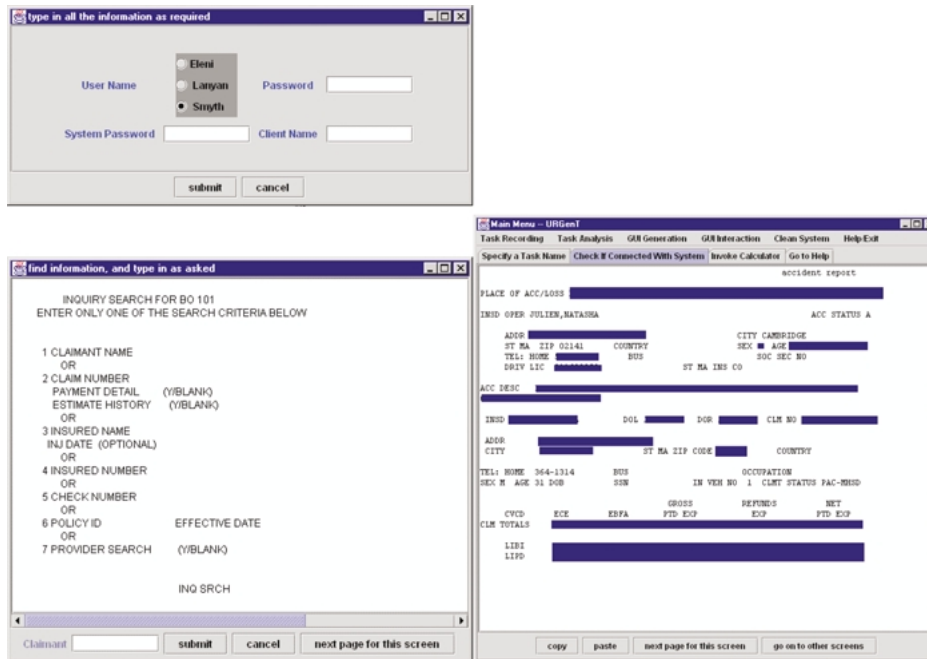 type in all the information as required
Eleni
User Name Lanyan Password
Smyth
System Password Client Name
submit cancel
find information, and type in as asked
INQUIRY SEARCH FOR BO 101
ENTER ONLY ONE OF THE SEARCH CRITERIA BELOW
1 CLAIMANT NAME
OR
2 CLAIM NUMBER
PAYMENT DETAIL (Y/BLANK)
ESTIMATE HISTORY (Y/BLANK)
OR
3 INSURED NAME
INJ DATE (OPTIONAL)
OR
4 INSURED NUMBER
OR
5 CHECK NUMBER
OR
6 POLICY ID EFFECTIVE DATE
OR
7 PROVIDER SEARCH (Y/BLANK)
INQ SRCH
Claimant submit cancel next page for this screen
Main Menu -- URGenT
Task Recording Task Analysis GUI Generation GUI Interaction Clean System Help/Exit
Specify a Task Name Check If Connected With System Invoke Calculator Go to Help
accident report
PLACE OF ACC/LOSS
INSD OPER JULIEN,NATASHA ACC STATUS A
ADDR CITY CAMBRIDGE
ST MA ZIP 02141 COUNTRY SEX AGE
TEL: HOME BUS SOC SEC NO
DRIV LIC ST MA INS CO
ACC DESC
INSD DOL DOR CLM NO
ADDR
CITY ST MA ZIP CODE COUNTRY
TEL: HOME 364-1314 BUS OCCUPATION
SEX M AGE 31 DOB SSN IN VEH NO 1 CLMT STATUS PAC-MHSD
GROSS REFUNDS NET
CVCD ECE EBFA PTD EXP EXP PTD EXP
CLM TOTALS
LIBI
LIPD
copy paste next page for this screen go on to other screens